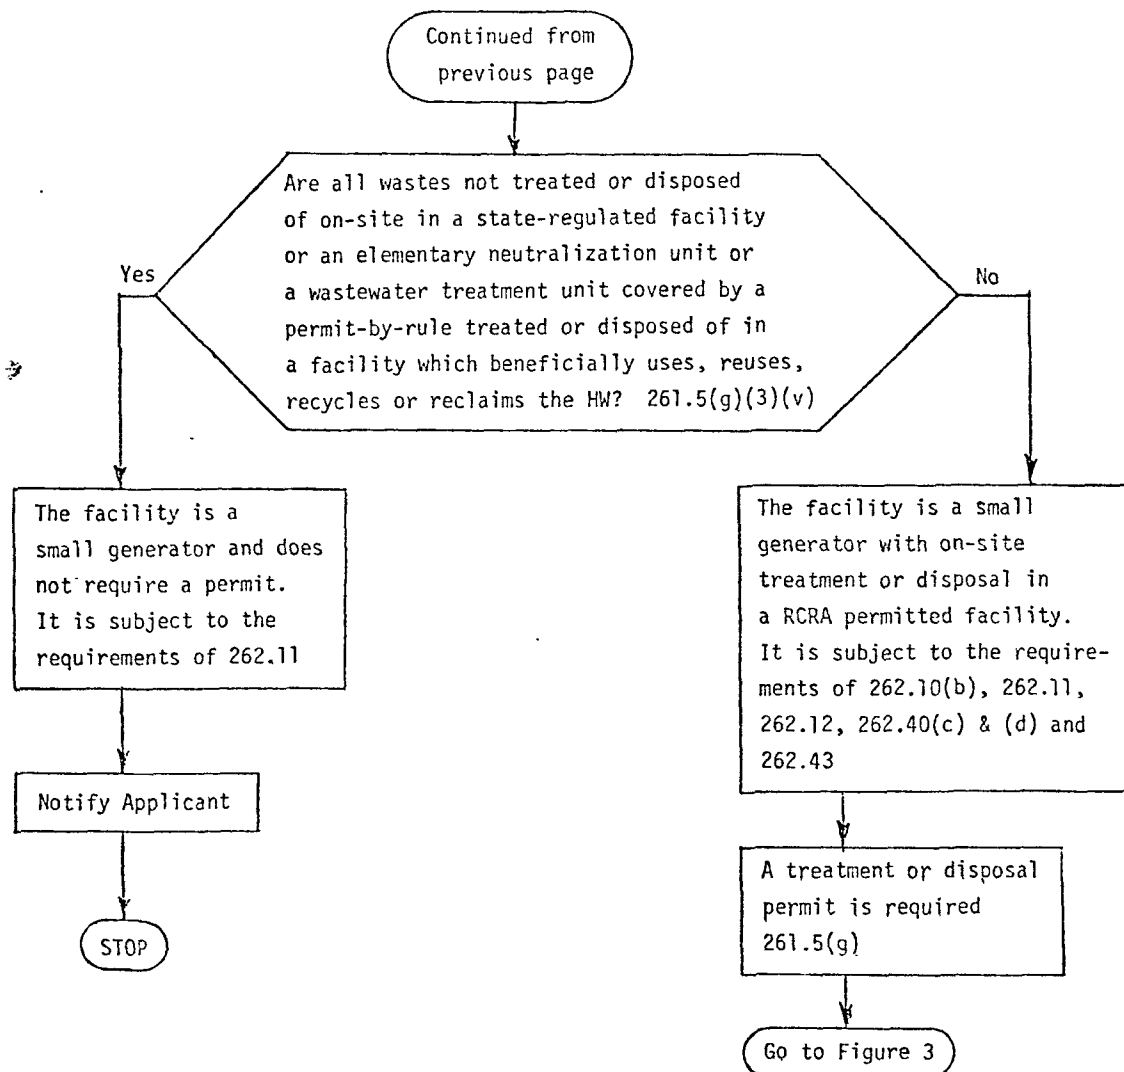 Continued from
previous page
Are all wastes not treated or disposed
of on-site in a state-regulated facility
or an elementary neutralization unit or
a wastewater treatment unit covered by a
permit-by-rule treated or disposed of in
a facility which beneficially uses, reuses,
recycles or reclaims the HW? 261.5(g)(3)(v)
Yes
No
The facility is a
small generator and does
not require a permit.
It is subject to the
requirements of 262.11
Notify Applicant
STOP
The facility is a small
generator with on-site
treatment or disposal in
a RCRA permitted facility.
It is subject to the require-
ments of 262.10(b), 262.11,
262.12, 262.40(c) & (d) and
262.43
A treatment or disposal
permit is required
261.5(g)
Go to Figure 3